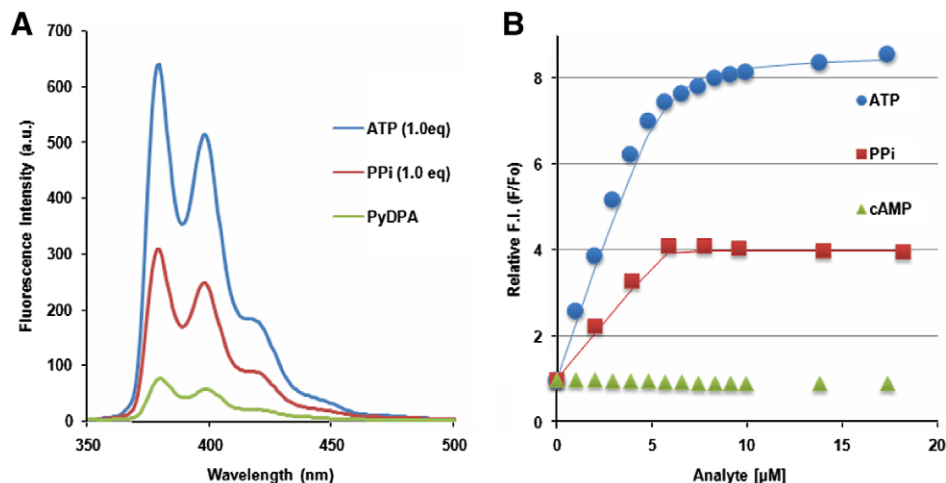 A
700
600
500
400
300
200
100
0
350
400
450
500
Fluorescence Intensity (a.u.)
Wavelength (nm)
ATP (1.0eq)
PPi (1.0 eq)
PyDPA
B
8
6
4
2
0
0
5
10
15
20
Relative F.I. (F/Fo)
Analyte [µM]
ATP
PPi
cAMP